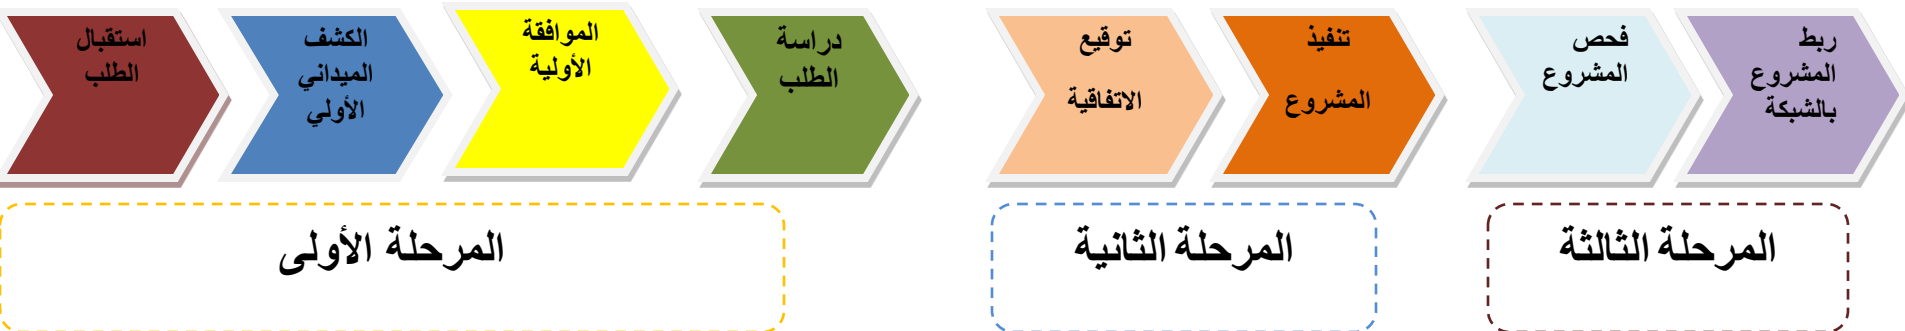 استقبال
الطلب
الكشف
الميداني
الأولي
الموافقة
الأولية
دراسة
الطلب
توقيع
الاتفاقية
تنفيذ
المشروع
فحص
المشروع
ربط
المشروع
بالشبكة
المرحلة الأولى
المرحلة الثانية
المرحلة الثالثة